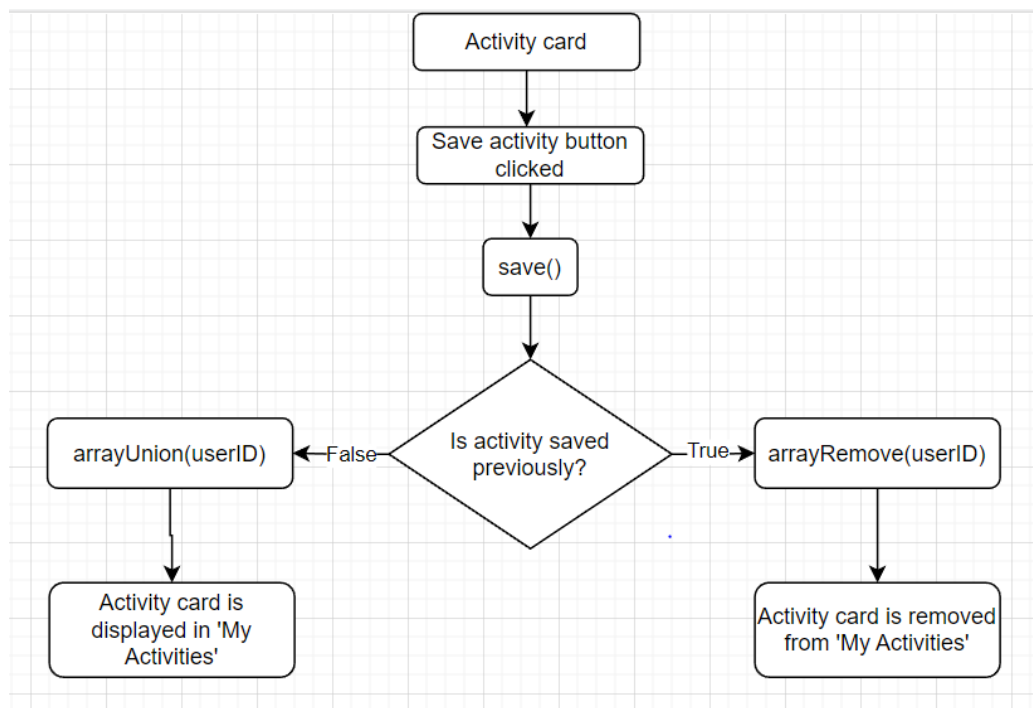 Activity card
Save activity button
clicked
save()
Is activity saved
previously?
False
True
arrayUnion(userID)
arrayRemove(userID)
Activity card is
displayed in 'My
Activities'
Activity card is removed
from 'My Activities'